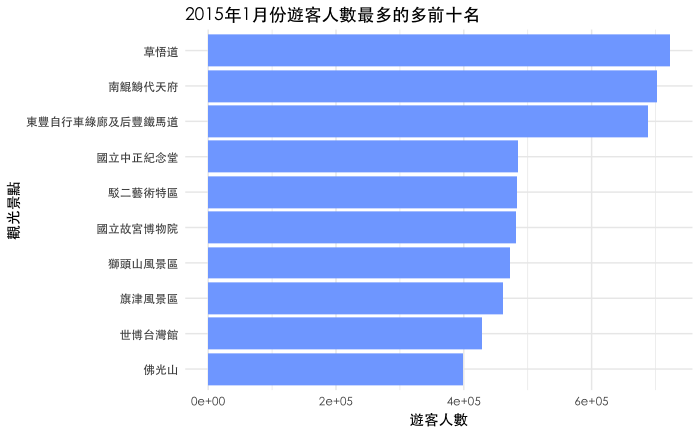 2015年1月份遊客人數最多的多前十名
觀光景點
草悟道
南鯤鯓代天府
東豐自行車綠廊及后豐鐵馬道
國立中正紀念堂
駁二藝術特區
國立故宮博物院
獅頭山風景區
旗津風景區
世博台灣館
佛光山
0e+00 2e+05 4e+05 6e+05
遊客人數